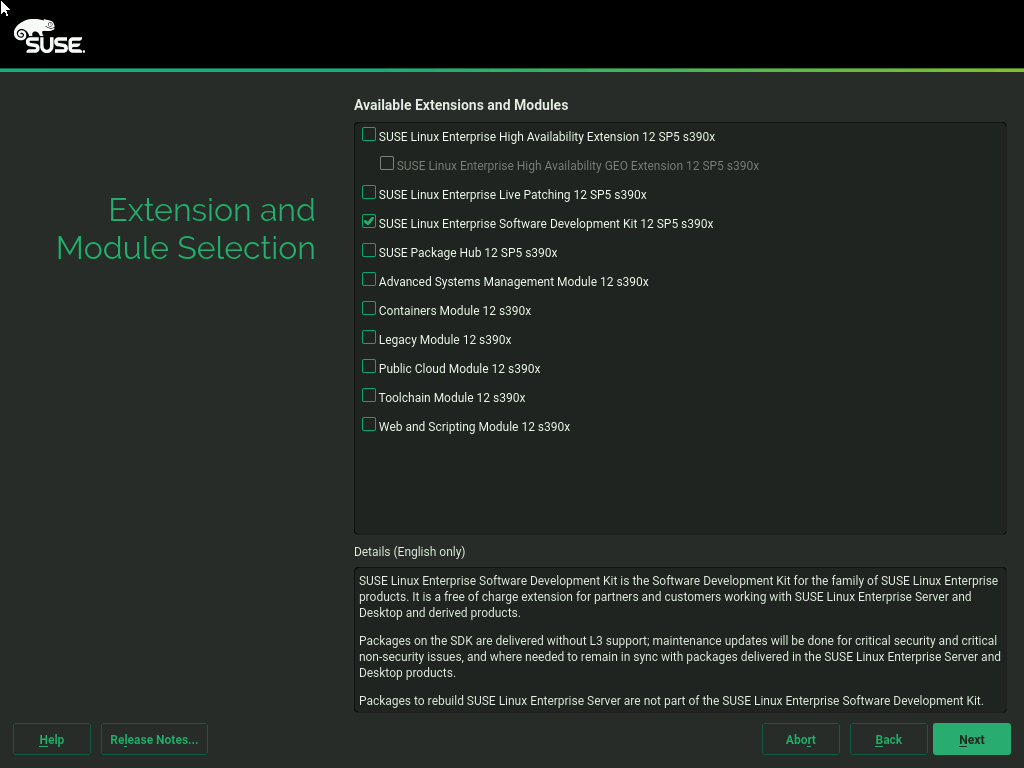 SUSE
Available Extensions and Modules
Extension and
Module Selection
SUSE Linux Enterprise High Availability Extension 12 SP5 s390x
SUSE Linux Enterprise High Availability GEO Extension 12 SP5 s390x
SUSE Linux Enterprise Live Patching 12 SP5 s390x
SUSE Linux Enterprise Software Development Kit 12 SP5 s390x
SUSE Package Hub 12 SP5 s390x
Advanced Systems Management Module 12 s390x
Containers Module 12 s390x
Legacy Module 12 s390x
Public Cloud Module 12 s390x
Toolchain Module 12 s390x
Web and Scripting Module 12 s390x
Details (English only)
SUSE Linux Enterprise Software Development Kit is the Software Development Kit for the family of SUSE Linux Enterprise
products. It is a free of charge extension for partners and customers working with SUSE Linux Enterprise Server and
Desktop and derived products.
Packages on the SDK are delivered without L3 support; maintenance updates will be done for critical security and critical
non-security issues, and where needed to remain in sync with packages delivered in the SUSE Linux Enterprise Server and
Desktop products.
Packages to rebuild SUSE Linux Enterprise Server are not part of the SUSE Linux Enterprise Software Development Kit.
Help
Release Notes...
Abort
Back
Next